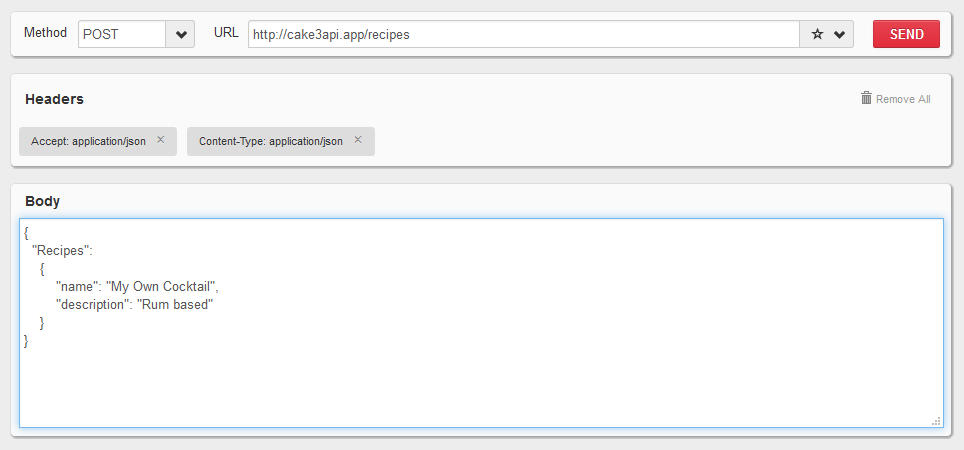 Method POST URL http://cake3api.app/recipes SEND
Headers Remove All
Accept: application/json × Content-Type: application/json ×
Body
{
"Recipes":
{
"name": "My Own Cocktail",
"description": "Rum based"
}
}